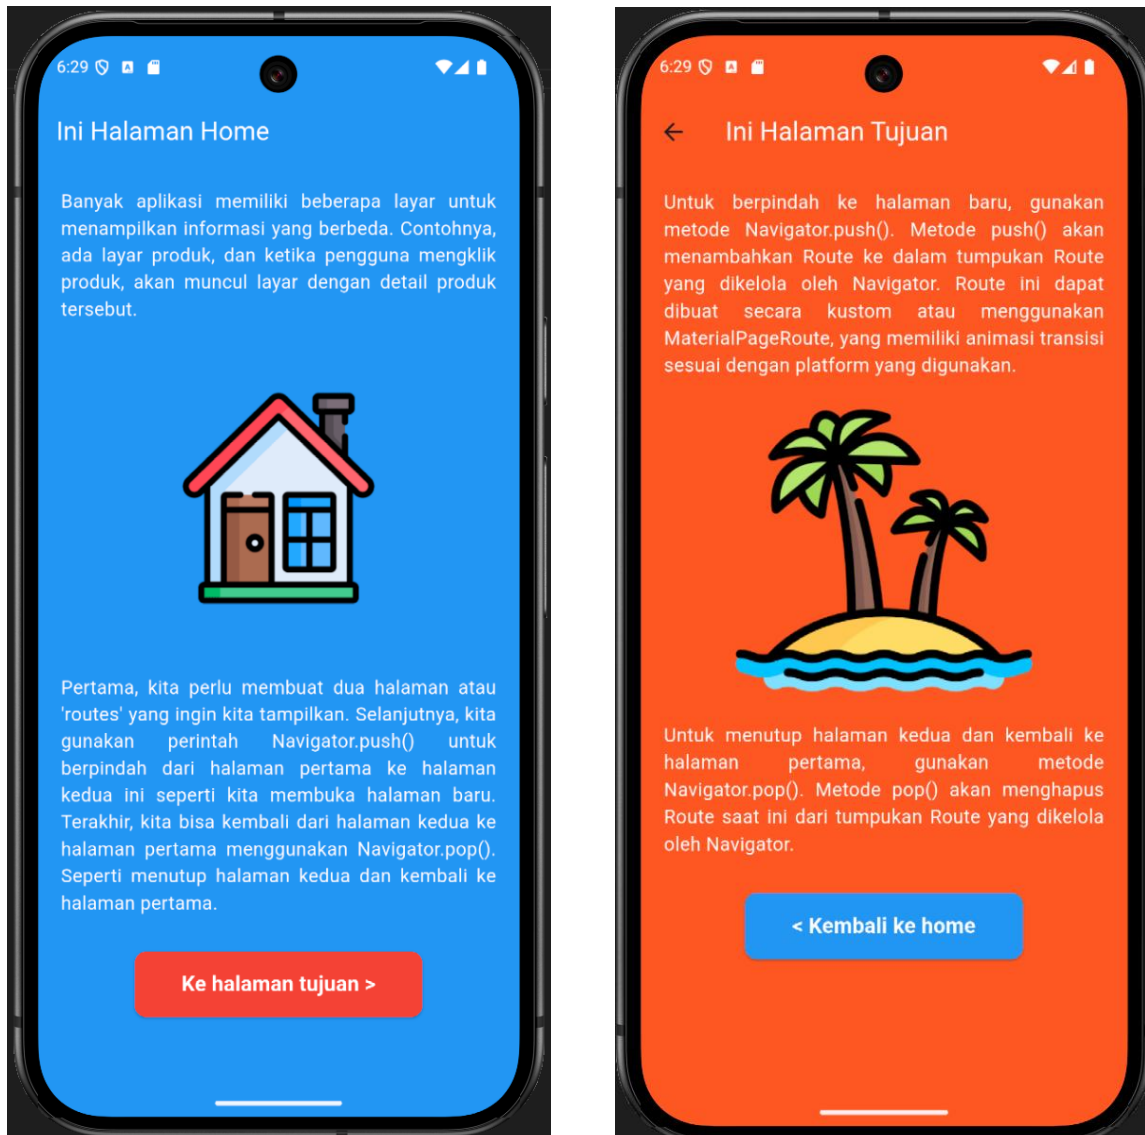 6:29
Ini Halaman Home
Banyak aplikasi memiliki beberapa layar untuk
menampilkan informasi yang berbeda. Contohnya,
ada layar produk, dan ketika pengguna mengklik
produk, akan muncul layar dengan detail produk
tersebut.
Pertama, kita perlu membuat dua halaman atau
'routes' yang ingin kita tampilkan. Selanjutnya, kita
gunakan perintah Navigator.push() untuk
berpindah dari halaman pertama ke halaman
kedua ini seperti kita membuka halaman baru.
Terakhir, kita bisa kembali dari halaman kedua ke
halaman pertama menggunakan Navigator.pop().
Seperti menutup halaman kedua dan kembali ke
halaman pertama.
Ke halaman tujuan >
6:29
Ini Halaman Tujuan
Untuk berpindah ke halaman baru, gunakan
metode Navigator.push(). Metode push() akan
menambahkan Route ke dalam tumpukan Route
yang dikelola oleh Navigator. Route ini dapat
dibuat secara kustom atau menggunakan
MaterialPageRoute, yang memiliki animasi transisi
sesuai dengan platform yang digunakan.
Untuk menutup halaman kedua dan kembali ke
halaman pertama, gunakan metode
Navigator.pop(). Metode pop() akan menghapus
Route saat ini dari tumpukan Route yang dikelola
oleh Navigator.
< Kembali ke home